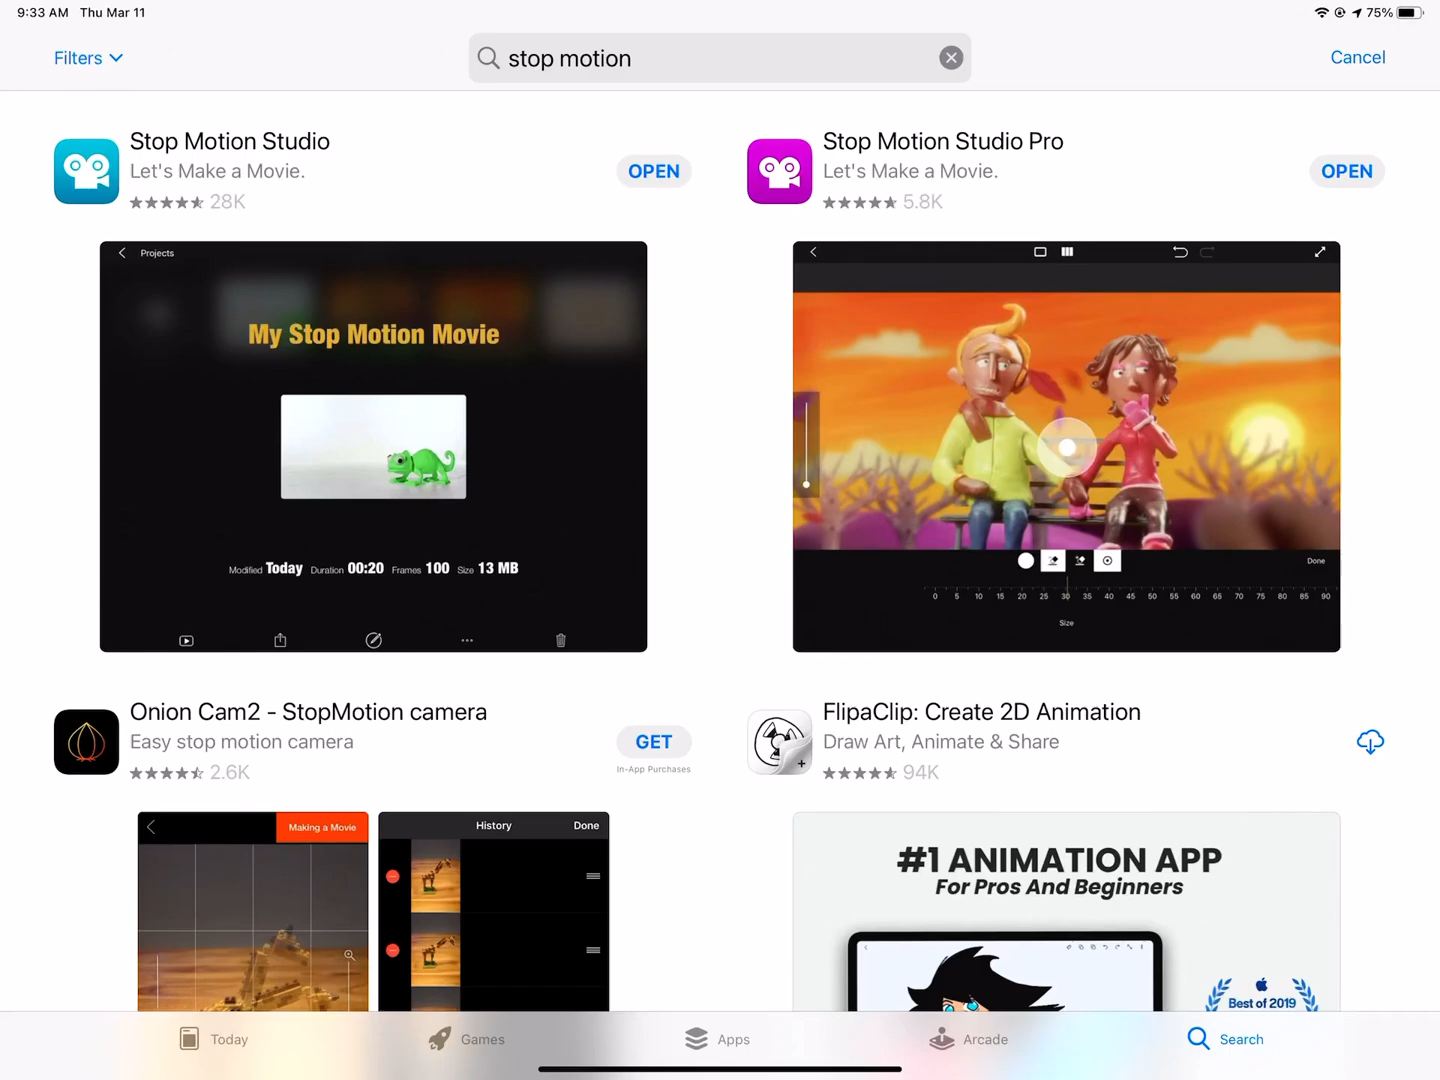 9:33 AM Thu Mar 11
75%
Filters
stop motion
Cancel
Stop Motion Studio
Let's Make a Movie.
28K
OPEN
Stop Motion Studio Pro
Let's Make a Movie.
5.8K
OPEN
Projects
My Stop Motion Movie
Modified Today Duration 00:20 Frames 100 Size 13 MB
Done
0 5 10 15 20 25 30 35 40 45 50 55 60 65 70 75 80 85 90
Size
Onion Cam2 - StopMotion camera
Easy stop motion camera
2.6K
GET
In-App Purchases
FlipaClip: Create 2D Animation
Draw Art, Animate & Share
94K
Making a Movie
History
Done
#1 ANIMATION APP
For Pros And Beginners
Best of 2019
Today
Games
Apps
Arcade
Search